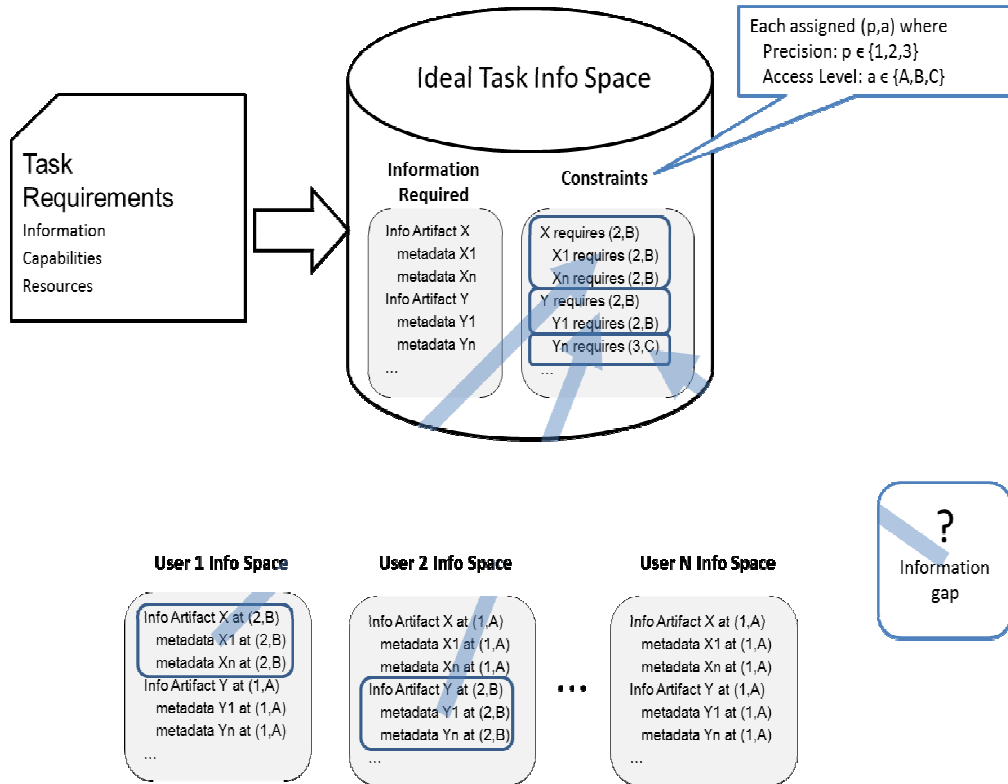 Each assigned (p,a) where
Precision: p ϵ {1,2,3}
Access Level: a ϵ {A,B,C}
Ideal Task Info Space
Task
Requirements
Information
Capabilities
Resources
Information
Required
Info Artifact X
metadata X1
metadata Xn
Info Artifact Y
metadata Y1
metadata Yn
...
Constraints
X requires (2,B)
X1 requires (2,B)
Xn requires (2,B)
Y requires (2,B)
Y1 requires (2,B)
Yn requires (3,C)
...
?
Information
gap
User 1 Info Space
Info Artifact X at (2,B)
metadata X1 at (2,B)
metadata Xn at (2,B)
Info Artifact Y at (1,A)
metadata Y1 at (1,A)
metadata Yn at (1,A)
...
User 2 Info Space
Info Artifact X at (1,A)
metadata X1 at (1,A)
metadata Xn at (1,A)
Info Artifact Y at (2,B)
metadata Y1 at (2,B)
metadata Yn at (2,B)
...
...
User N Info Space
Info Artifact X at (1,A)
metadata X1 at (1,A)
metadata Xn at (1,A)
Info Artifact Y at (1,A)
metadata Y1 at (1,A)
metadata Yn at (1,A)
...